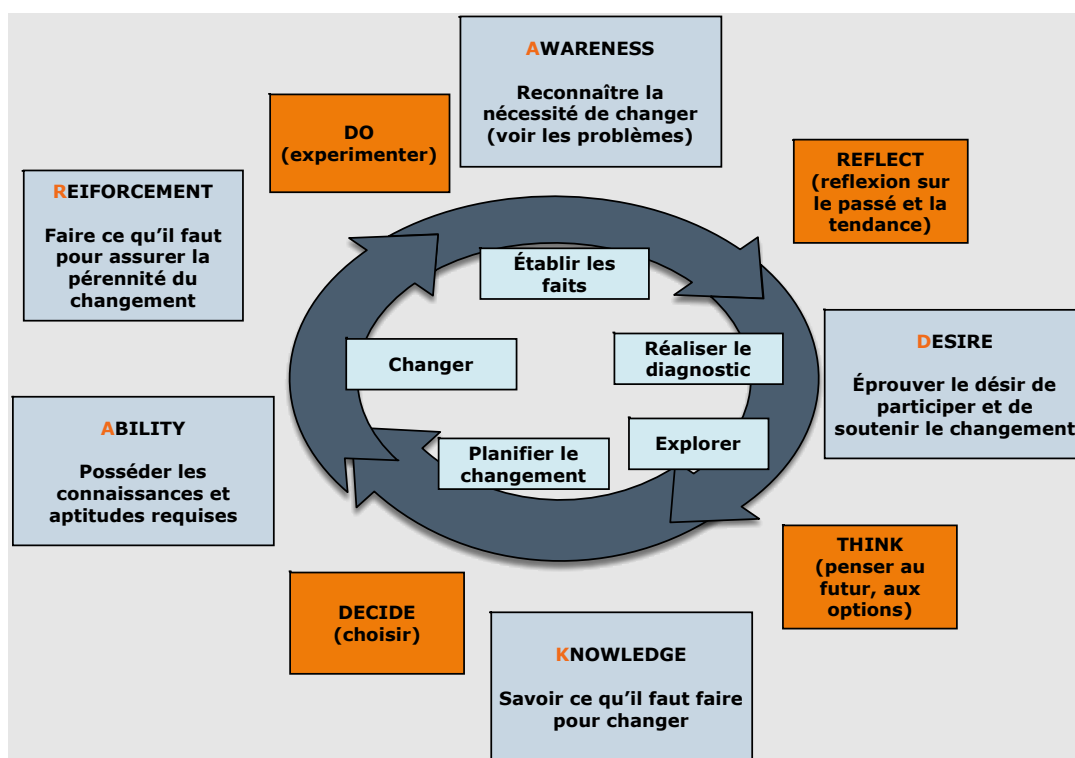 AWARENESS
Reconnaître la
nécessité de changer
(voir les problèmes)
DO
(experimenter)
REFLECT
(reflexion sur
le passé et la
tendance)
REIFORCEMENT
Faire ce qu'il faut
pour assurer la
pérennité du
changement
Établir les
faits
Changer
Réaliser le
diagnostic
DESIRE
Éprouver le désir de
participer et de
soutenir le changement
ABILITY
Posséder les
connaissances et
aptitudes requises
Planifier le
changement
Explorer
THINK
(penser au
futur, aux
options)
DECIDE
(choisir)
KNOWLEDGE
Savoir ce qu'il faut faire
pour changer